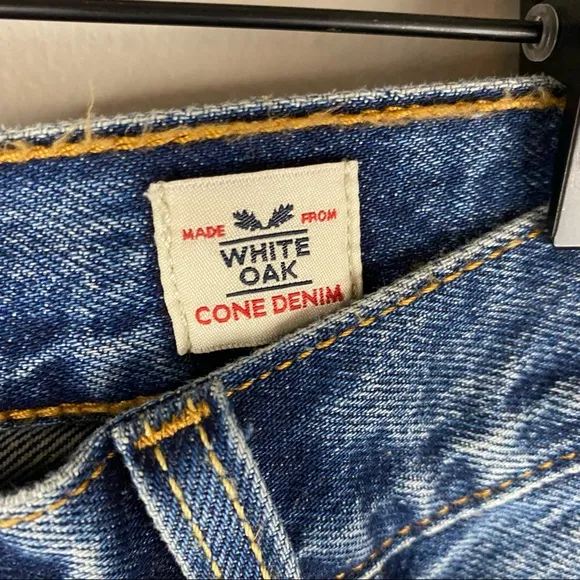 MADE FROM
WHITE
OAK
CONE DENIM